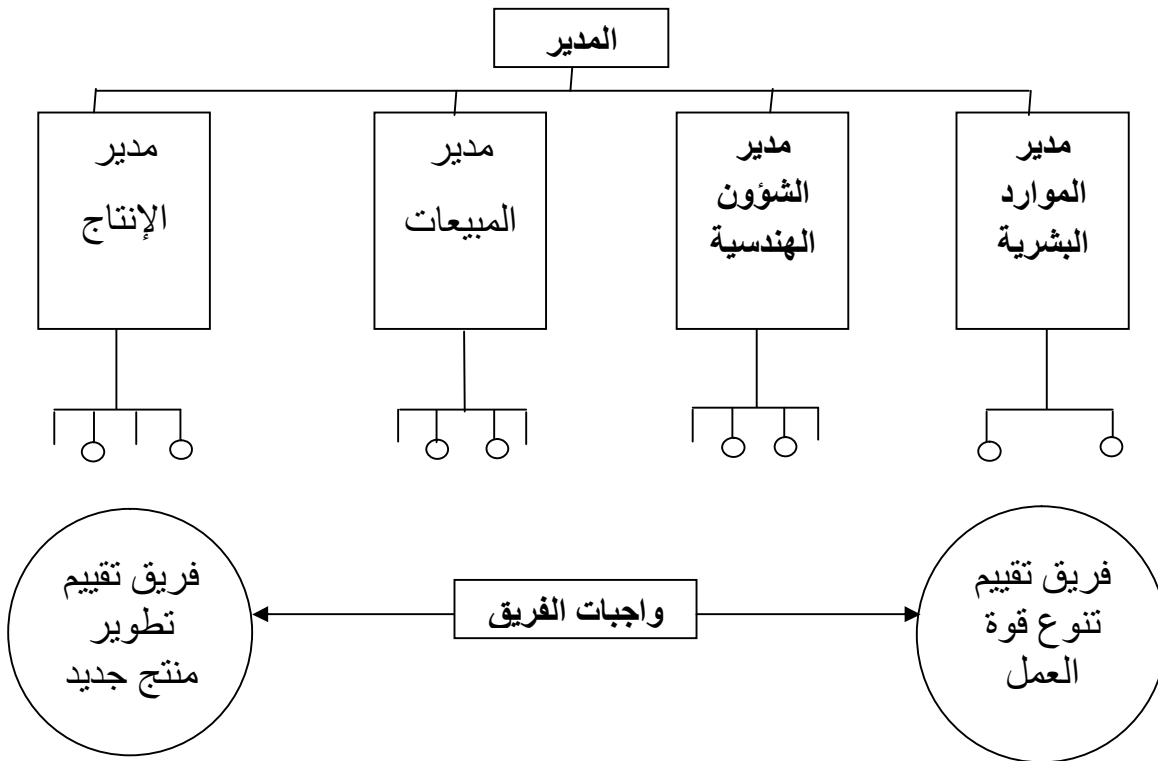 المدير
مدير
الموارد
البشرية
مدير
الشؤون
الهندسية
مدير
المبيعات
مدير
الإنتاج
فريق تقييم
تنوع قوة
العمل
واجبات الفريق
فريق تقييم
تطوير
منتج جديد